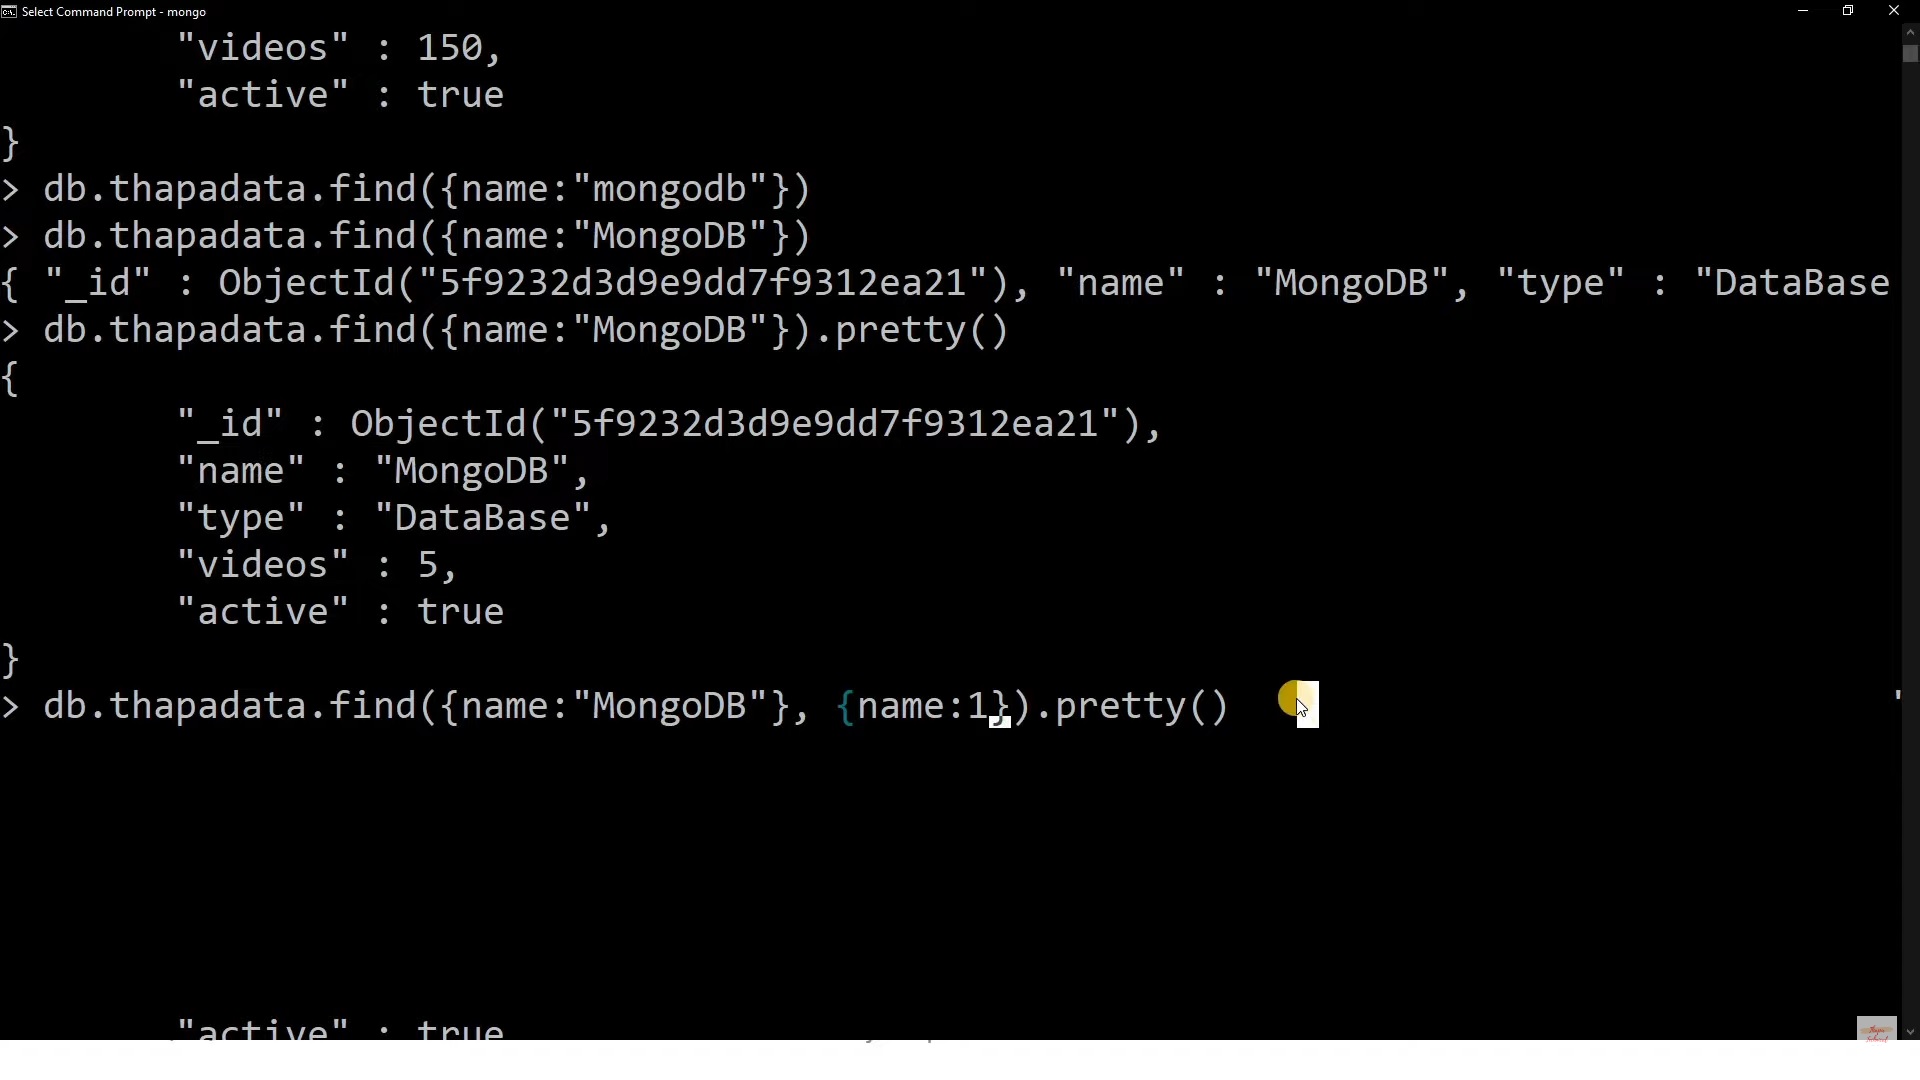 Select Command Prompt - mongo
"videos" : 150,
"active" : true
}
> db.thapadata.find({name:"mongodb"})
> db.thapadata.find({name:"MongoDB"})
{ "_id" : ObjectId("5f9232d3d9e9dd7f9312ea21"), "name" : "MongoDB", "type" : "DataBase
> db.thapadata.find({name:"MongoDB"}).pretty()
{
"_id" : ObjectId("5f9232d3d9e9dd7f9312ea21"),
"name" : "MongoDB",
"type" : "DataBase",
"videos" : 5,
"active" : true
}
> db.thapadata.find({name:"MongoDB"}, {name:1}).pretty()
"active" : true